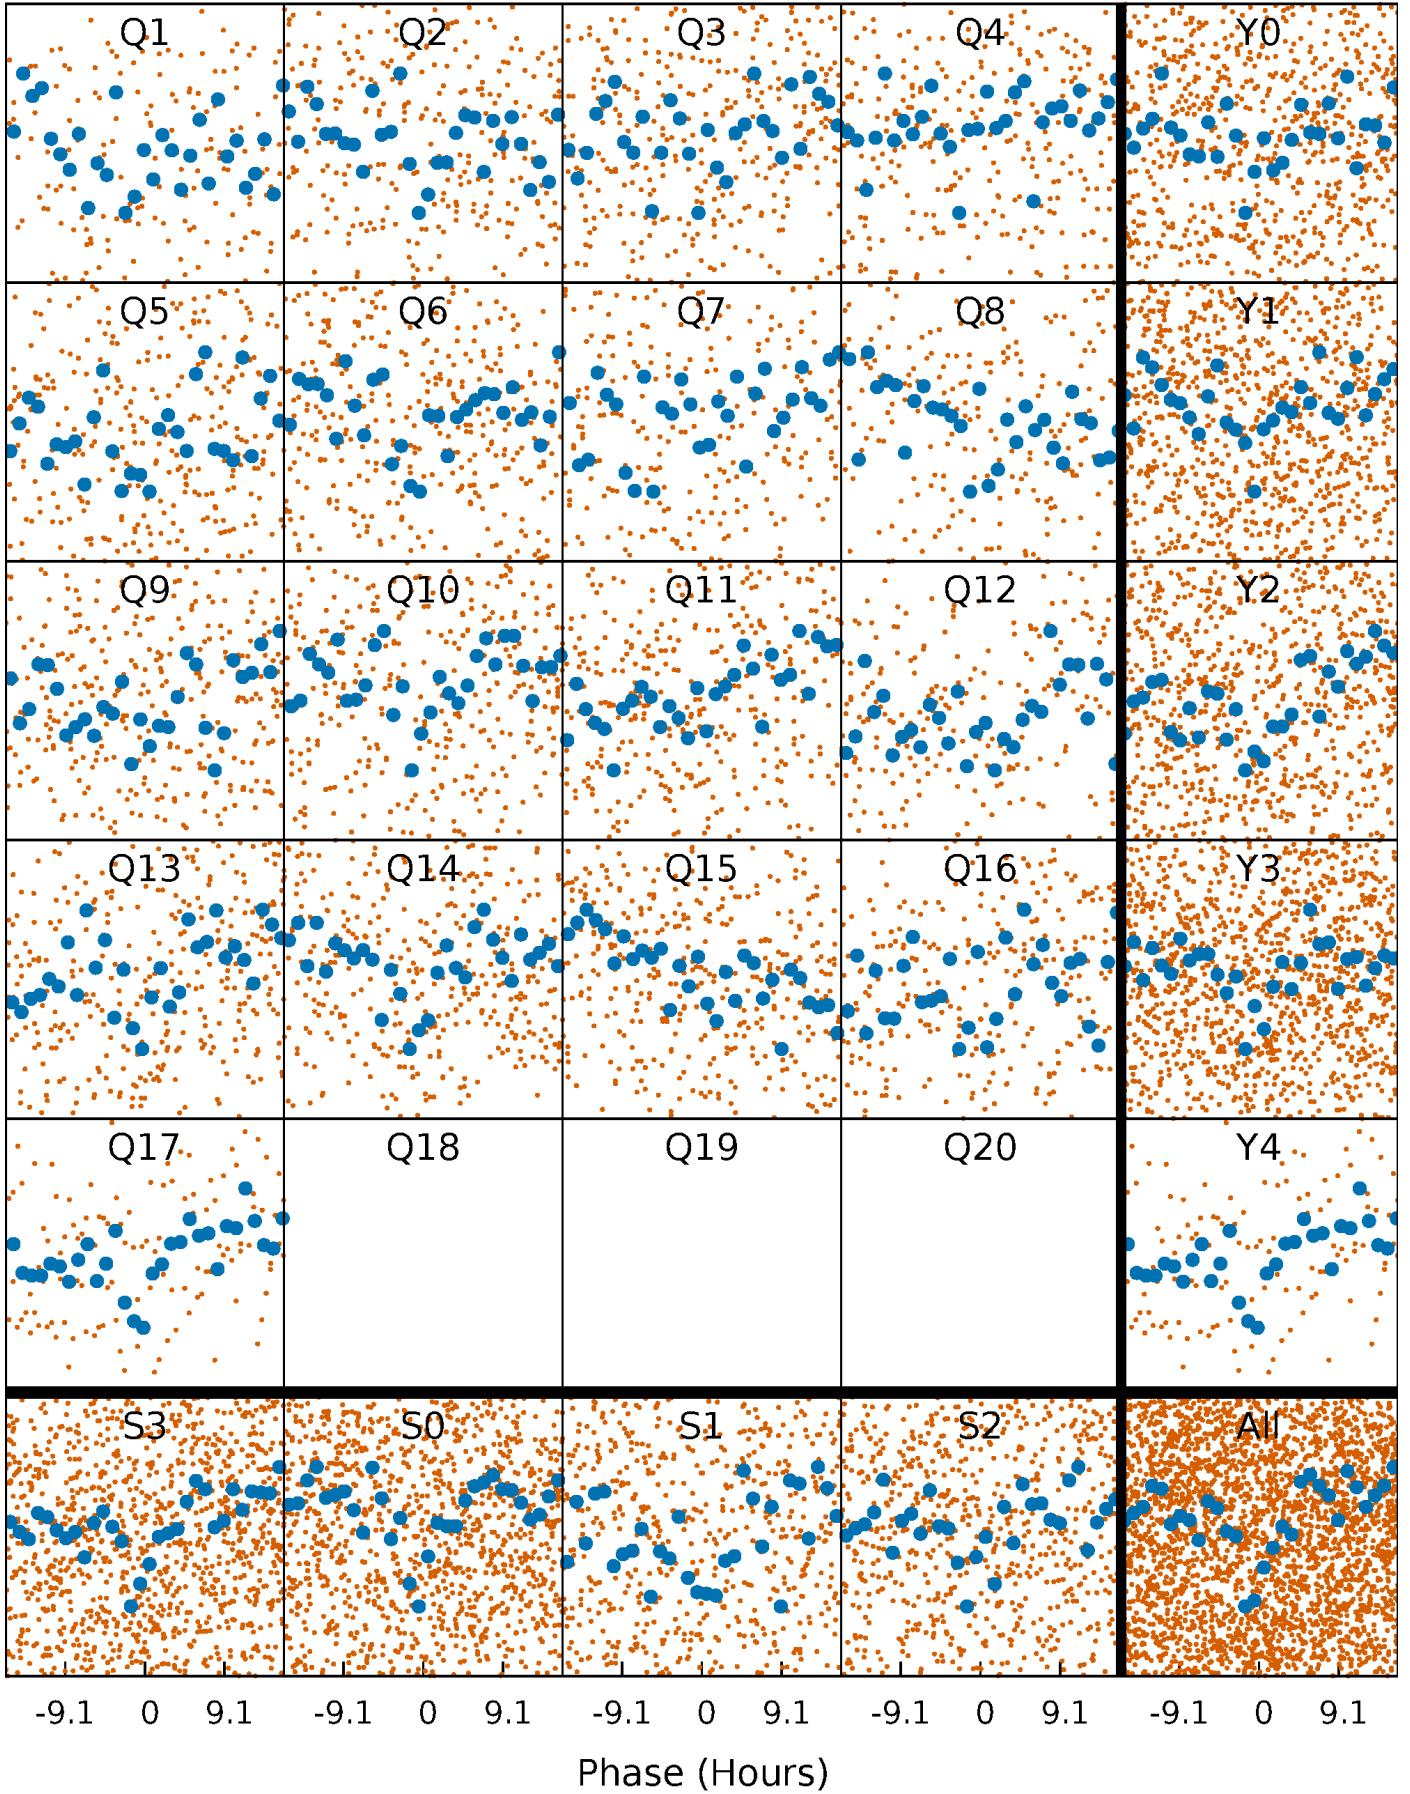 Q1 Q2 Q3 Q4 Y0
Q5 Q6 Q7 Q8 Y1
Q9 Q10 Q11 Q12 Y2
Q13 Q14 Q15 Q16 Y3
Q17 Q18 Q19 Q20 Y4
S3 S0 S1 S2 All
-9.1 0 9.1 -9.1 0 9.1 -9.1 0 9.1 -9.1 0 9.1 -9.1 0 9.1
Phase (Hours)